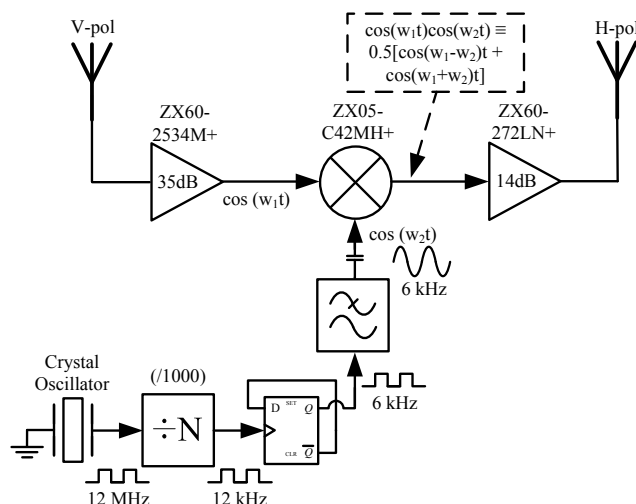 V-pol
H-pol
cos(w₁t)cos(w₂t) ≡
0.5[cos(w₁-w₂)t +
cos(w₁+w₂)t]
ZX60-
2534M+
ZX05-
C42MH+
ZX60-
272LN+
35dB
14dB
cos (w₁t)
cos (w₂t)
6 kHz
Crystal
Oscillator
(/1000)
÷N
D
SET
Q
CLR
Q̅
6 kHz
12 MHz
12 kHz